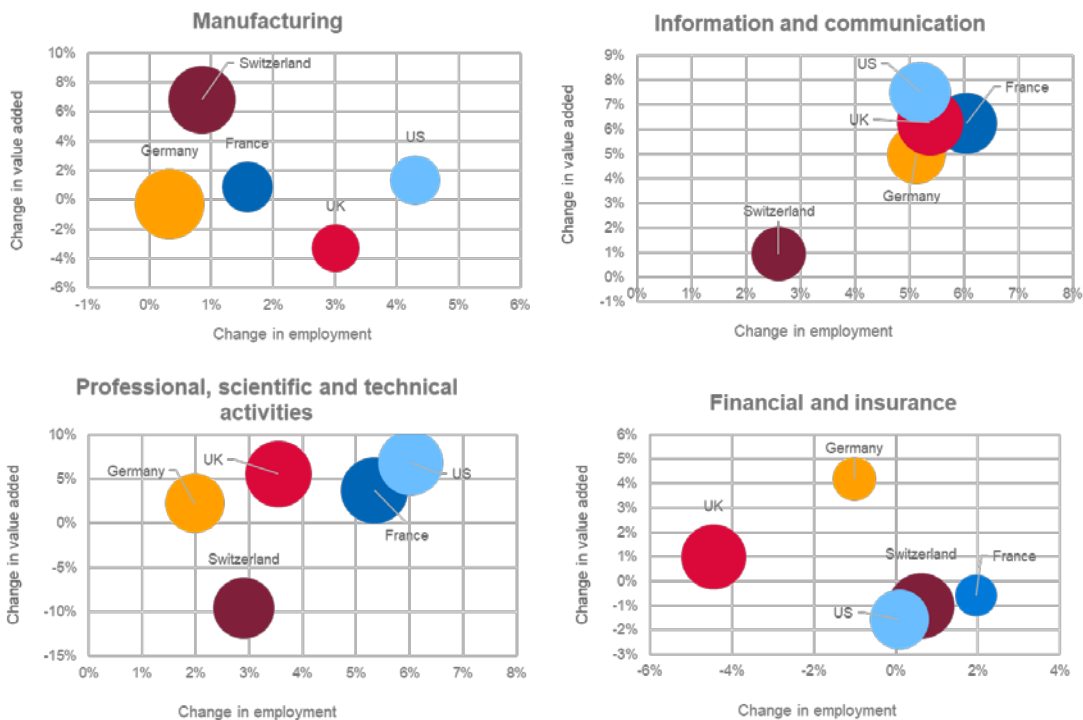 Manufacturing
10%
8%
6%
4%
2%
0%
-2%
-4%
-6%
Change in value added
Switzerland
Germany
France
US
UK
-1% 0% 1% 2% 3% 4% 5% 6%
Change in employment
Information and communication
9%
8%
7%
6%
5%
4%
3%
2%
1%
0%
-1%
Change in value added
US
France
UK
Germany
Switzerland
0% 1% 2% 3% 4% 5% 6% 7% 8%
Change in employment
Professional, scientific and technical
activities
10%
5%
0%
-5%
-10%
-15%
Change in value added
Germany
UK
US
France
Switzerland
0% 1% 2% 3% 4% 5% 6% 7% 8%
Change in employment
Financial and insurance
6%
5%
4%
3%
2%
1%
0%
-1%
-2%
-3%
Change in value added
Germany
UK
Switzerland
France
US
-6% -4% -2% 0% 2% 4%
Change in employment